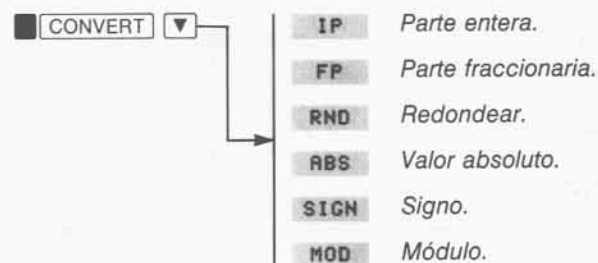 CONVERT ▼
IP Parte entera.
FP Parte fraccionaria.
RND Redondear.
ABS Valor absoluto.
SIGN Signo.
MOD Módulo.